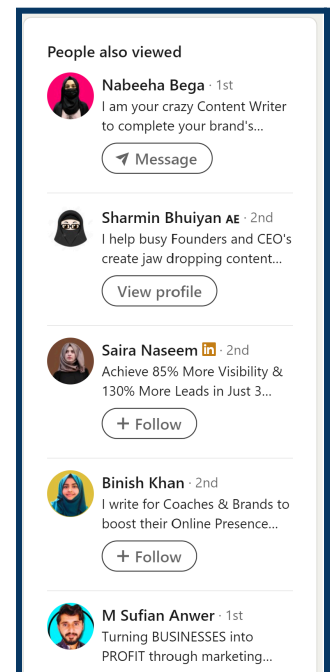 People also viewed
Nabeeha Bega · 1st
I am your crazy Content Writer
to complete your brand's...
Message
Sharmin Bhuiyan AE · 2nd
I help busy Founders and CEO's
create jaw dropping content...
View profile
Saira Naseem in · 2nd
Achieve 85% More Visibility &
130% More Leads in Just 3...
+ Follow
Binish Khan · 2nd
I write for Coaches & Brands to
boost their Online Presence...
+ Follow
M Sufian Anwer · 1st
Turning BUSINESSES into
PROFIT through marketing...